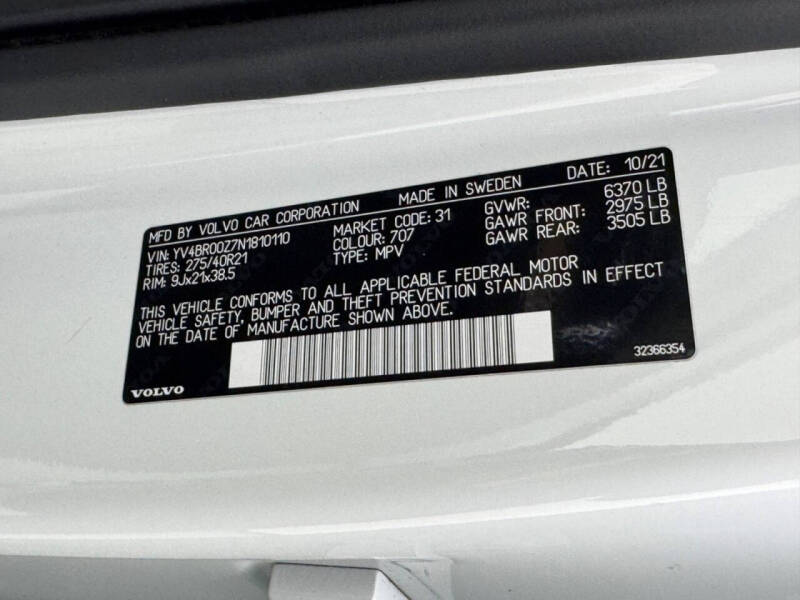 MFD BY VOLVO CAR CORPORATION MADE IN SWEDEN DATE: 10/21
VIN: YV4BR00Z7N1810110 MARKET CODE: 31 GVWR: 6370 LB
TIRES: 275/40R21 COLOUR: 707 GAWR FRONT: 2975 LB
RIM: 9Jx21x38.5 TYPE: MPV GAWR REAR: 3505 LB
THIS VEHICLE CONFORMS TO ALL APPLICABLE FEDERAL MOTOR
VEHICLE SAFETY, BUMPER AND THEFT PREVENTION STANDARDS IN EFFECT
ON THE DATE OF MANUFACTURE SHOWN ABOVE.
VOLVO 32366354